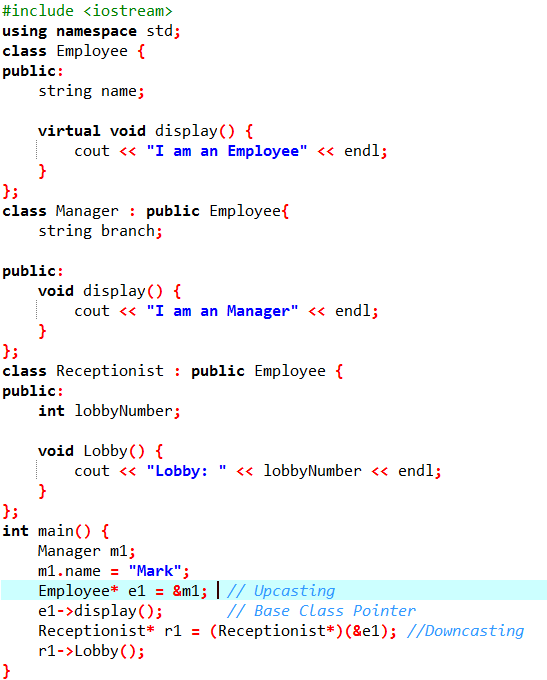 #include <iostream>
using namespace std;
class Employee {
public:
    string name;

    virtual void display() {
        cout << "I am an Employee" << endl;
    }
};
class Manager : public Employee{
    string branch;

public:
    void display() {
        cout << "I am an Manager" << endl;
    }
};
class Receptionist : public Employee {
public:
    int lobbyNumber;

    void Lobby() {
        cout << "Lobby: " << lobbyNumber << endl;
    }
};
int main() {
    Manager m1;
    m1.name = "Mark";
    Employee* e1 = &m1;  // Upcasting
    e1->display();       // Base Class Pointer
    Receptionist* r1 = (Receptionist*)(&e1); //Downcasting
    r1->Lobby();
}